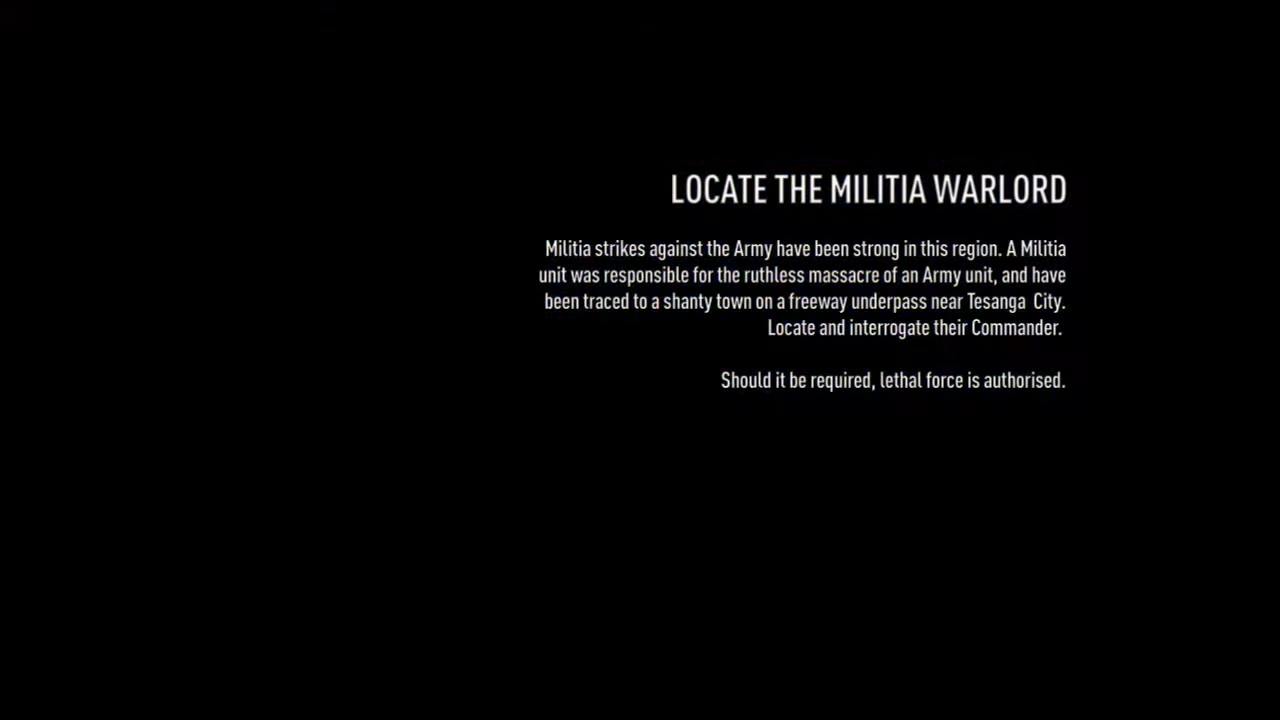 LOCATE THE MILITIA WARLORD
Militia strikes against the Army have been strong in this region. A Militia
unit was responsible for the ruthless massacre of an Army unit, and have
been traced to a shanty town on a freeway underpass near Tesanga City.
Locate and interrogate their Commander.
Should it be required, lethal force is authorised.